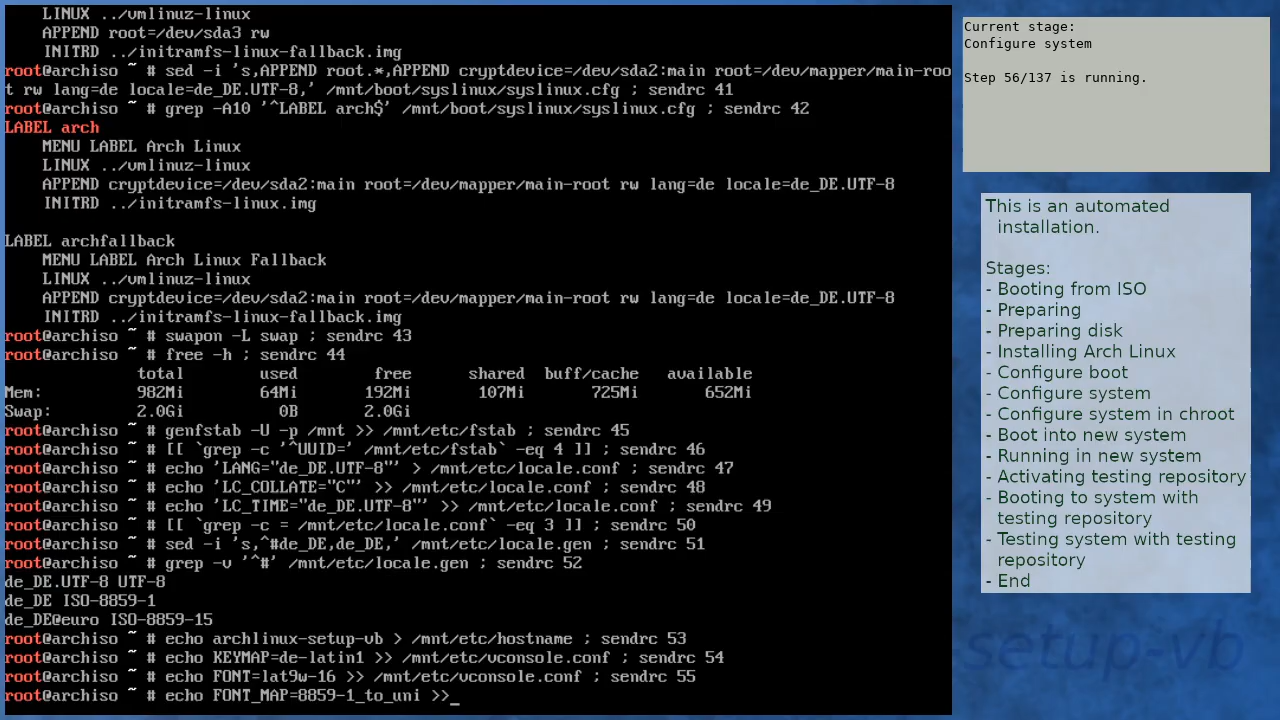 LINUX ../vmlinuz-linux
APPEND root=/dev/sda3 rw
INITRD ../initramfs-linux-fallback.img
root@archiso ~ # sed -i 's,APPEND root.*,APPEND cryptdevice=/dev/sda2:main root=/dev/mapper/main-roo
t rw lang=de locale=de_DE.UTF-8,' /mnt/boot/syslinux/syslinux.cfg ; sendrc 41
root@archiso ~ # grep -A10 '^LABEL arch$' /mnt/boot/syslinux/syslinux.cfg ; sendrc 42
LABEL arch
MENU LABEL Arch Linux
LINUX ../vmlinuz-linux
APPEND cryptdevice=/dev/sda2:main root=/dev/mapper/main-root rw lang=de locale=de_DE.UTF-8
INITRD ../initramfs-linux.img
LABEL archfallback
MENU LABEL Arch Linux Fallback
LINUX ../vmlinuz-linux
APPEND cryptdevice=/dev/sda2:main root=/dev/mapper/main-root rw lang=de locale=de_DE.UTF-8
INITRD ../initramfs-linux-fallback.img
root@archiso ~ # swapon -L swap ; sendrc 43
root@archiso ~ # free -h ; sendrc 44
total used free shared buff/cache available
Mem: 982Mi 64Mi 192Mi 107Mi 725Mi 652Mi
Swap: 2.0Gi 0B 2.0Gi
root@archiso ~ # genfstab -U -p /mnt >> /mnt/etc/fstab ; sendrc 45
root@archiso ~ # [[ `grep -c '^UUID=' /mnt/etc/fstab` -eq 4 ]] ; sendrc 46
root@archiso ~ # echo 'LANG="de_DE.UTF-8"' > /mnt/etc/locale.conf ; sendrc 47
root@archiso ~ # echo 'LC_COLLATE="C"' >> /mnt/etc/locale.conf ; sendrc 48
root@archiso ~ # echo 'LC_TIME="de_DE.UTF-8"' >> /mnt/etc/locale.conf ; sendrc 49
root@archiso ~ # [[ `grep -c = /mnt/etc/locale.conf` -eq 3 ]] ; sendrc 50
root@archiso ~ # sed -i 's,^#de_DE,de_DE,' /mnt/etc/locale.gen ; sendrc 51
root@archiso ~ # grep -v '^#' /mnt/etc/locale.gen ; sendrc 52
de_DE.UTF-8 UTF-8
de_DE ISO-8859-1
de_DE@euro ISO-8859-15
root@archiso ~ # echo archlinux-setup-vb > /mnt/etc/hostname ; sendrc 53
root@archiso ~ # echo KEYMAP=de-latin1 >> /mnt/etc/vconsole.conf ; sendrc 54
root@archiso ~ # echo FONT=lat9w-16 >> /mnt/etc/vconsole.conf ; sendrc 55
root@archiso ~ # echo FONT_MAP=8859-1_to_uni >>_
Current stage:
Configure system
Step 56/137 is running.
This is an automated
installation.
Stages:
- Booting from ISO
- Preparing
- Preparing disk
- Installing Arch Linux
- Configure boot
- Configure system
- Configure system in chroot
- Boot into new system
- Running in new system
- Activating testing repository
- Booting to system with
testing repository
- Testing system with testing
repository
- End
setup-vb